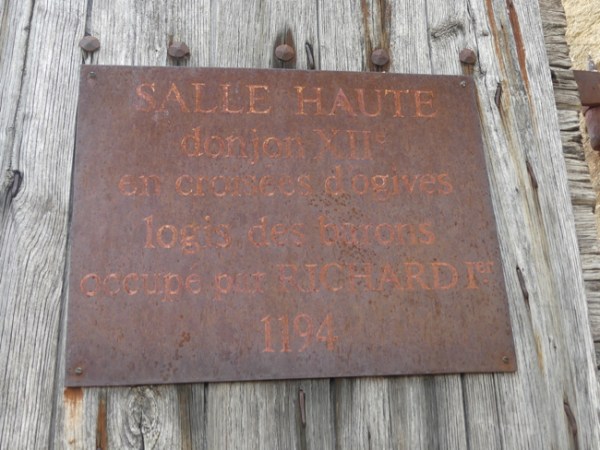 SALLE HAUTE
donjon XIIe
en croisées d'ogives
logis des barons
occupé par RICHARD Ier
1194